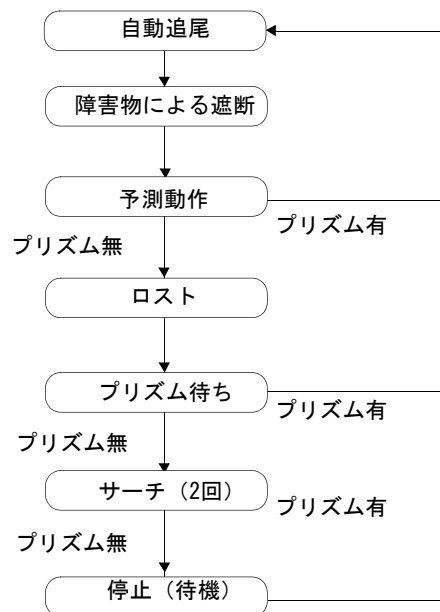 自動追尾
障害物による遮断
予測動作
プリズム有
プリズム無
ロスト
プリズム待ち
プリズム有
プリズム無
サーチ（2回）
プリズム有
プリズム無
停止（待機）